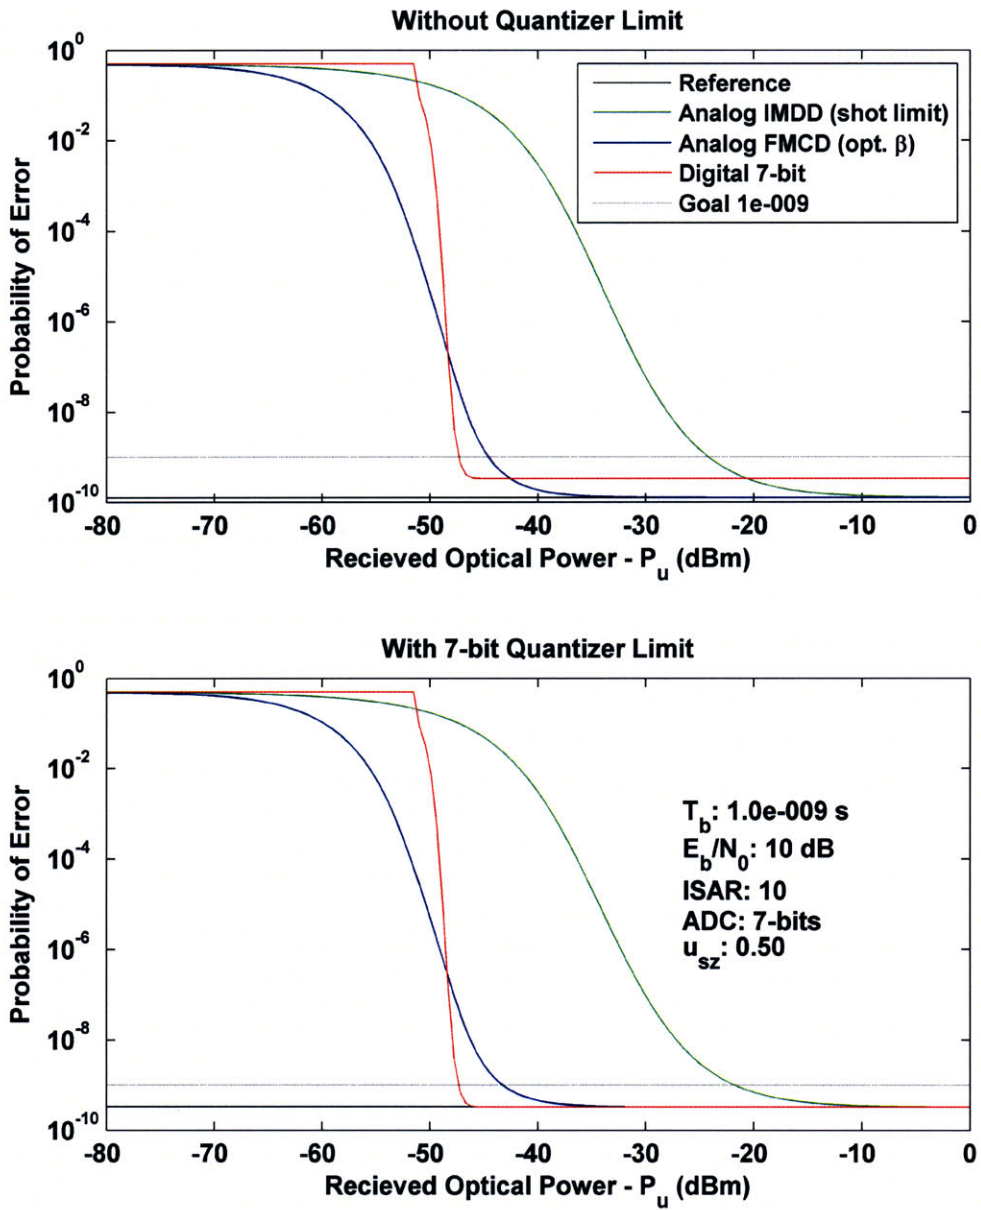 Without Quantizer Limit
10^0
10^-2
10^-4
10^-6
10^-8
10^-10
Probability of Error
Reference
Analog IMDD (shot limit)
Analog FMCD (opt. β)
Digital 7-bit
Goal 1e-009
-80 -70 -60 -50 -40 -30 -20 -10 0
Recieved Optical Power - P_u (dBm)
With 7-bit Quantizer Limit
10^0
10^-2
10^-4
10^-6
10^-8
10^-10
Probability of Error
T_b: 1.0e-009 s
E_b/N_0: 10 dB
ISAR: 10
ADC: 7-bits
u_sz: 0.50
-80 -70 -60 -50 -40 -30 -20 -10 0
Recieved Optical Power - P_u (dBm)